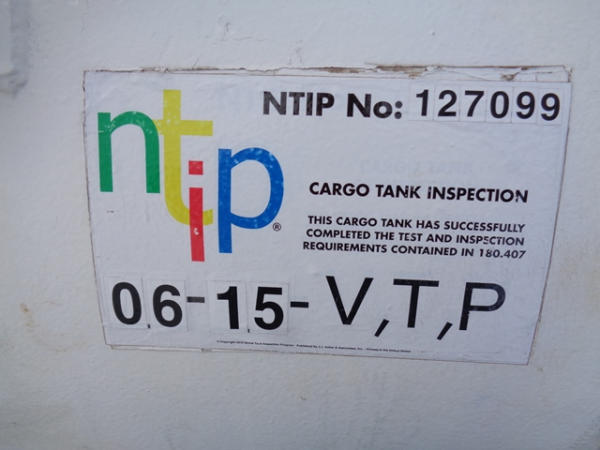 NTIP No: 127099
ntip®
CARGO TANK INSPECTION
THIS CARGO TANK HAS SUCCESSFULLY
COMPLETED THE TEST AND INSPECTION
REQUIREMENTS CONTAINED IN 180.407
06-15-V,T,P